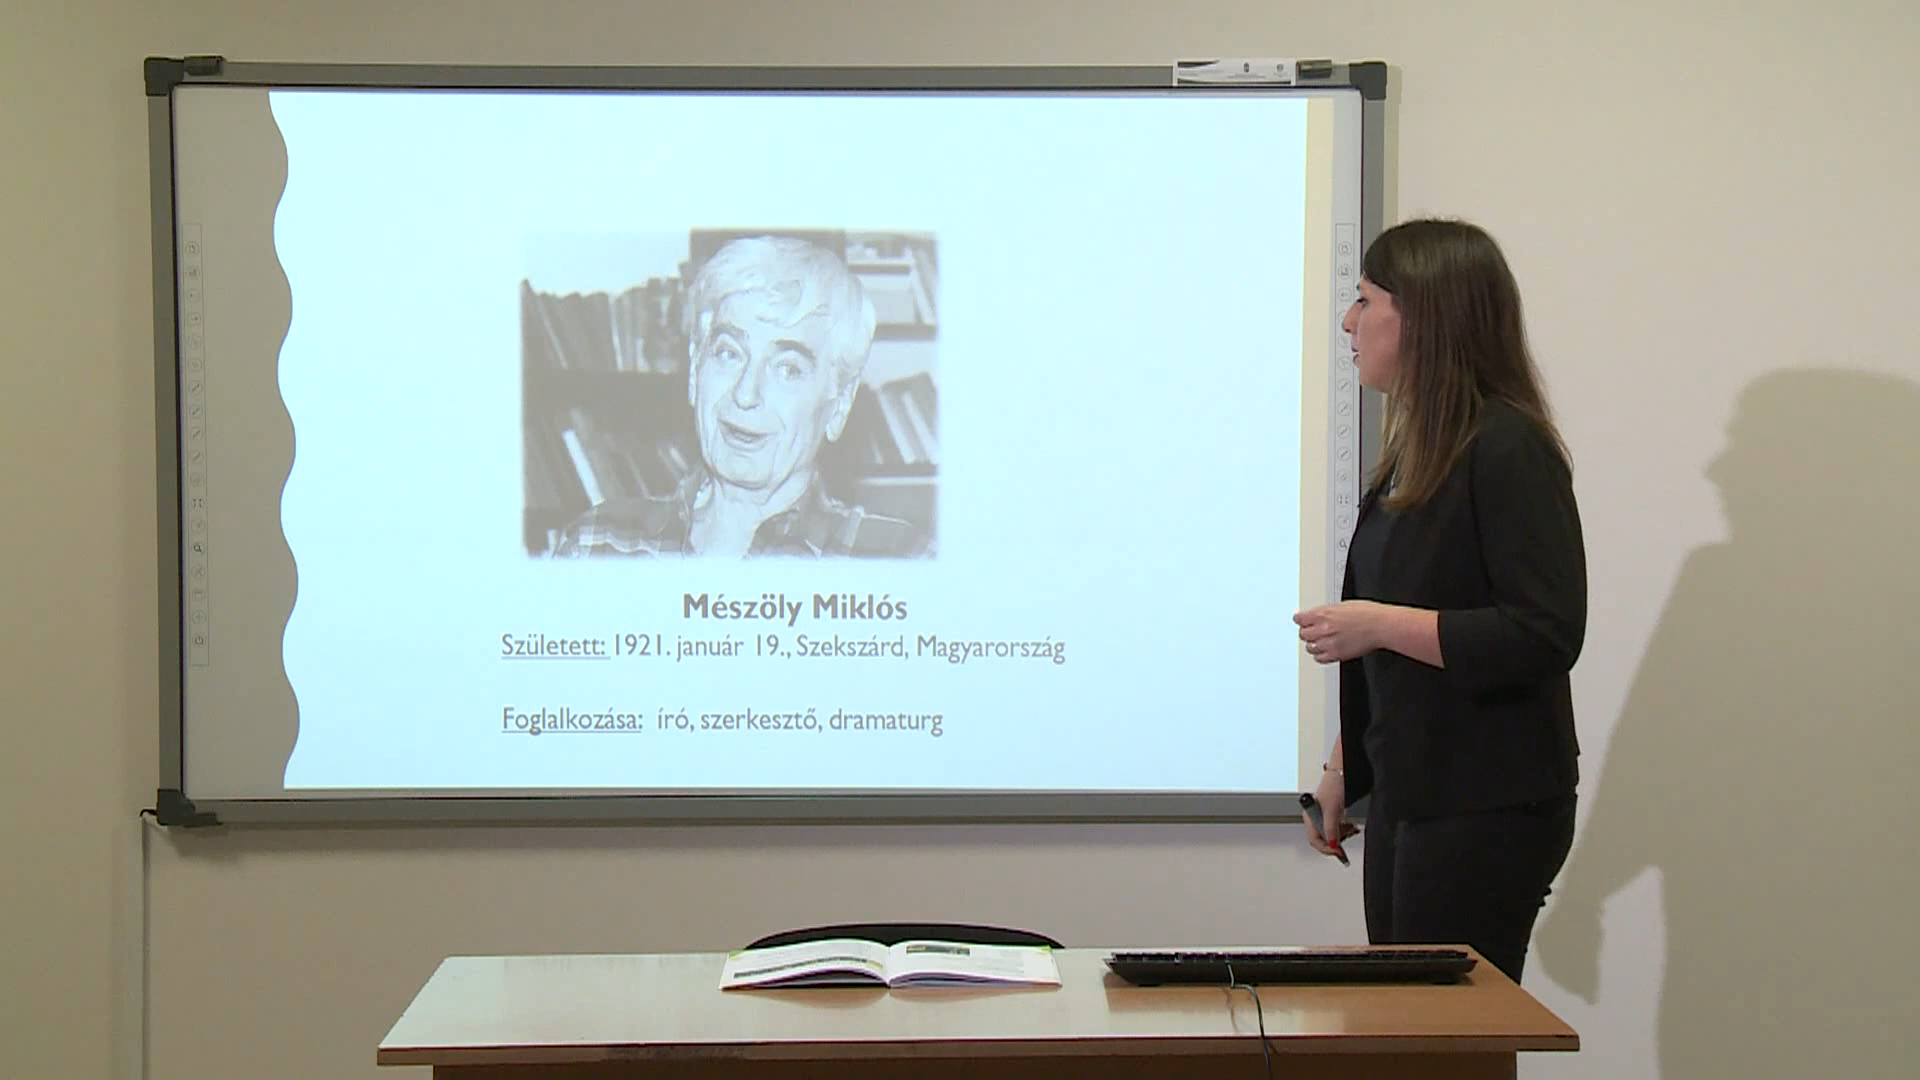 Mészöly Miklós
Született: 1921. január 19., Szekszárd, Magyarország
Foglalkozása: író, szerkesztő, dramaturg